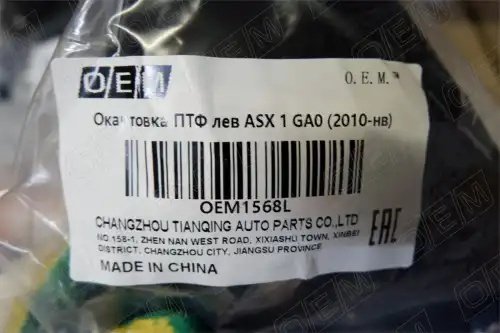 OEM
O. E. M.™
Окантовка ПТФ лев ASX 1 GA0 (2010-нв)
OEM1568L
CHANGZHOU TIANQING AUTO PARTS CO.,LTD
NO 158-1, ZHEN NAN WEST ROAD, XIXIASHU TOWN, XINBEI
DISTRICT, CHANGZHOU CITY, JIANGSU PROVINCE
EAC
MADE IN CHINA